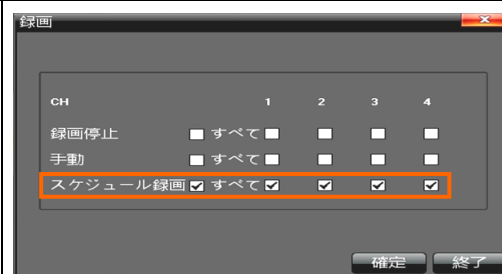 録画
CH 1 2 3 4
録画停止 すべて
手動 すべて
スケジュール録画 すべて
確定 終了